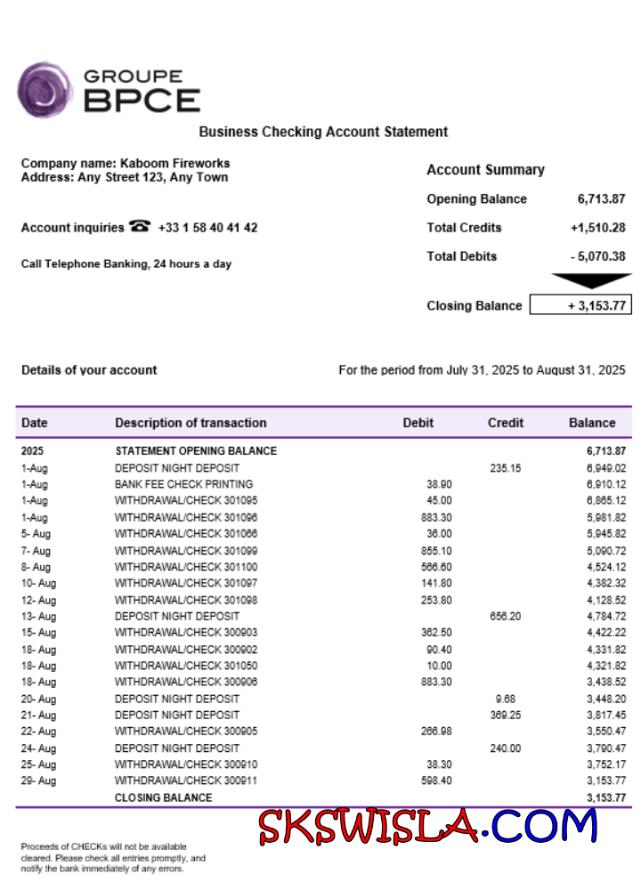 GROUPE
BPCE
Business Checking Account Statement
Company name: Kaboom Fireworks
Address: Any Street 123, Any Town
Account inquiries ☎ +33 1 58 40 41 42
Call Telephone Banking, 24 hours a day
Account Summary
Opening Balance 6,713.87
Total Credits +1,510.28
Total Debits - 5,070.38
Closing Balance + 3,153.77
Details of your account For the period from July 31, 2025 to August 31, 2025
Date Description of transaction Debit Credit Balance
2025 STATEMENT OPENING BALANCE 6,713.87
1-Aug DEPOSIT NIGHT DEPOSIT 235.15 6,949.02
1-Aug BANK FEE CHECK PRINTING 38.90 6,910.12
1-Aug WITHDRAWAL/CHECK 301095 45.00 6,865.12
1-Aug WITHDRAWAL/CHECK 301096 883.30 5,981.82
5- Aug WITHDRAWAL/CHECK 301066 36.00 5,945.82
7- Aug WITHDRAWAL/CHECK 301099 855.10 5,090.72
8- Aug WITHDRAWAL/CHECK 301100 566.60 4,524.12
10- Aug WITHDRAWAL/CHECK 301097 141.80 4,382.32
12- Aug WITHDRAWAL/CHECK 301098 253.80 4,128.52
13- Aug DEPOSIT NIGHT DEPOSIT 656.20 4,784.72
15- Aug WITHDRAWAL/CHECK 300903 362.50 4,422.22
18- Aug WITHDRAWAL/CHECK 300902 90.40 4,331.82
18- Aug WITHDRAWAL/CHECK 301050 10.00 4,321.82
18- Aug WITHDRAWAL/CHECK 300906 883.30 3,438.52
20- Aug DEPOSIT NIGHT DEPOSIT 9.68 3,448.20
21- Aug DEPOSIT NIGHT DEPOSIT 369.25 3,817.45
22- Aug WITHDRAWAL/CHECK 300905 266.98 3,550.47
24- Aug DEPOSIT NIGHT DEPOSIT 240.00 3,790.47
25- Aug WITHDRAWAL/CHECK 300910 38.30 3,752.17
29- Aug WITHDRAWAL/CHECK 300911 598.40 3,153.77
CLOSING BALANCE 3,153.77
SKSWISLA.COM
Proceeds of CHECKs will not be available
cleared. Please check all entries promptly, and
notify the bank immediately of any errors.